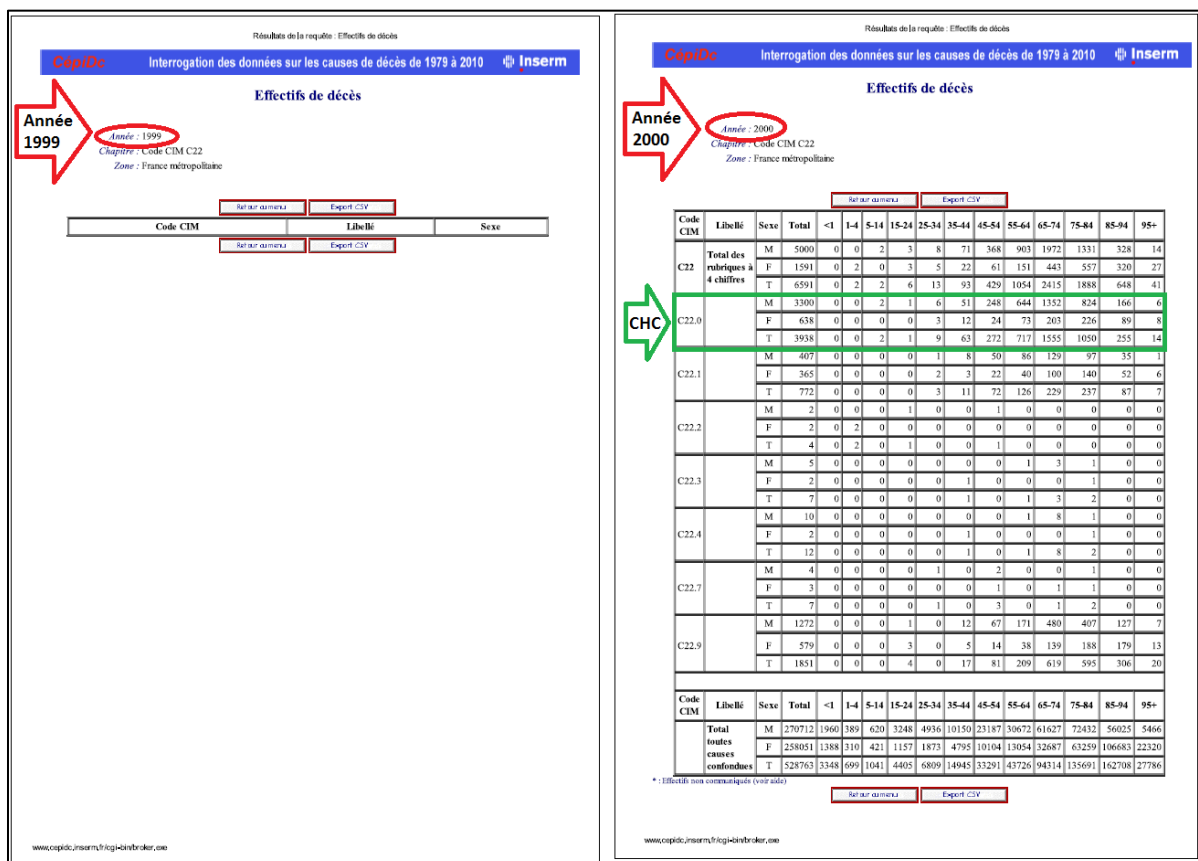 Résultats de la requête : Effectifs de décès
CépiDc Interrogation des données sur les causes de décès de 1979 à 2010 Inserm
Effectifs de décès
Année 1999
Année : 1999
Chapitre : Code CIM C22
Zone : France métropolitaine
Retour au menu Export CSV
Code CIM Libellé Sexe
Retour au menu Export CSV
www.cepidc.inserm.fr/cgi-bin/broker.exe
Résultats de la requête : Effectifs de décès
CépiDc Interrogation des données sur les causes de décès de 1979 à 2010 Inserm
Effectifs de décès
Année 2000
Année : 2000
Chapitre : Code CIM C22
Zone : France métropolitaine
Retour au menu Export CSV
Code CIM Libellé Sexe Total <1 1-4 5-14 15-24 25-34 35-44 45-54 55-64 65-74 75-84 85-94 95+
C22 Total des rubriques à 4 chiffres M 5000 0 0 2 3 8 71 368 903 1972 1331 328 14
F 1591 0 2 0 3 5 22 61 151 443 557 320 27
T 6591 0 2 2 6 13 93 429 1054 2415 1888 648 41
CHC
C22.0 M 3300 0 0 2 1 6 51 248 644 1352 824 166 6
F 638 0 0 0 0 3 12 24 73 203 226 89 8
T 3938 0 0 2 1 9 63 272 717 1555 1050 255 14
C22.1 M 407 0 0 0 0 1 8 50 86 129 97 35 1
F 365 0 0 0 0 2 3 22 40 100 140 52 6
T 772 0 0 0 0 3 11 72 126 229 237 87 7
C22.2 M 2 0 0 0 1 0 0 1 0 0 0 0 0
F 2 0 2 0 0 0 0 0 0 0 0 0 0
T 4 0 2 0 1 0 0 1 0 0 0 0 0
C22.3 M 5 0 0 0 0 0 0 0 1 3 1 0 0
F 2 0 0 0 0 0 1 0 0 0 1 0 0
T 7 0 0 0 0 0 1 0 1 3 2 0 0
C22.4 M 10 0 0 0 0 0 0 0 1 8 1 0 0
F 2 0 0 0 0 0 1 0 0 0 1 0 0
T 12 0 0 0 0 0 1 0 1 8 2 0 0
C22.7 M 4 0 0 0 0 1 0 2 0 0 1 0 0
F 3 0 0 0 0 0 0 1 0 1 1 0 0
T 7 0 0 0 0 1 0 3 0 1 2 0 0
C22.9 M 1272 0 0 0 1 0 12 67 171 480 407 127 7
F 579 0 0 0 3 0 5 14 38 139 188 179 13
T 1851 0 0 0 4 0 17 81 209 619 595 306 20
Code CIM Libellé Sexe Total <1 1-4 5-14 15-24 25-34 35-44 45-54 55-64 65-74 75-84 85-94 95+
Total toutes causes confondues M 270712 1960 389 620 3248 4936 10150 23187 30672 61627 72432 56025 5466
F 258051 1388 310 421 1157 1873 4795 10104 13054 32687 63259 106683 22320
T 528763 3348 699 1041 4405 6809 14945 33291 43726 94314 135691 162708 27786
* : Effectifs non communiqués (voir aide)
Retour au menu Export CSV
www.cepidc.inserm.fr/cgi-bin/broker.exe